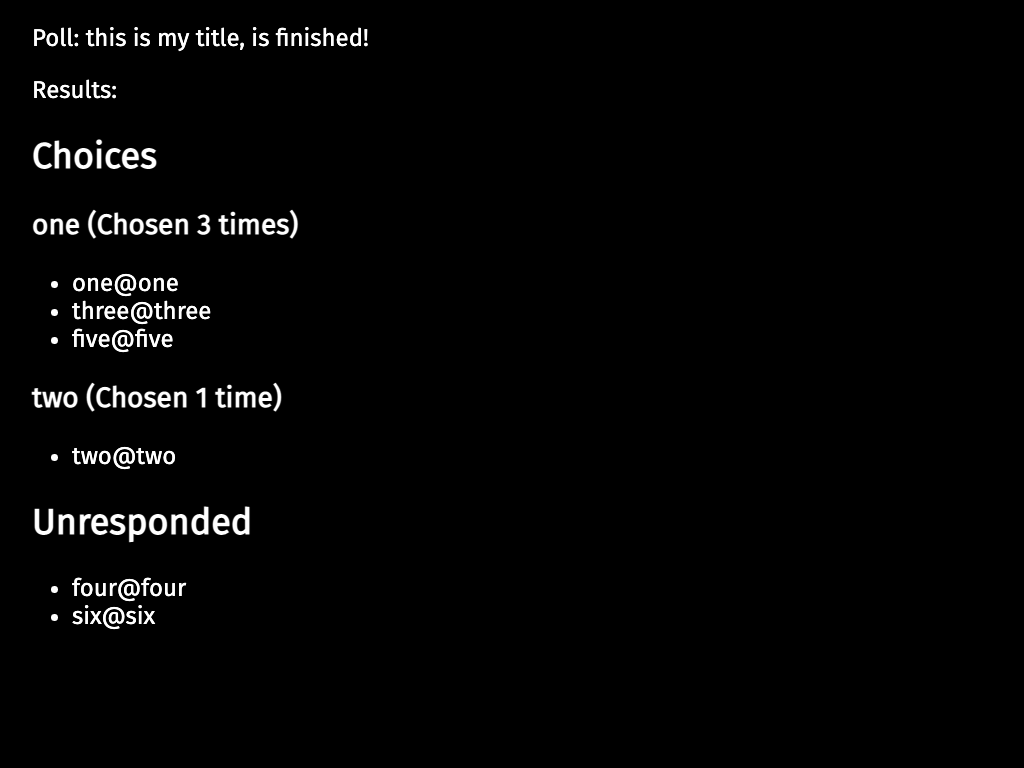 Poll: this is my title, is finished!
Results:
Choices
one (Chosen 3 times)
• one@one
• three@three
• five@five
two (Chosen 1 time)
• two@two
Unresponded
• four@four
• six@six